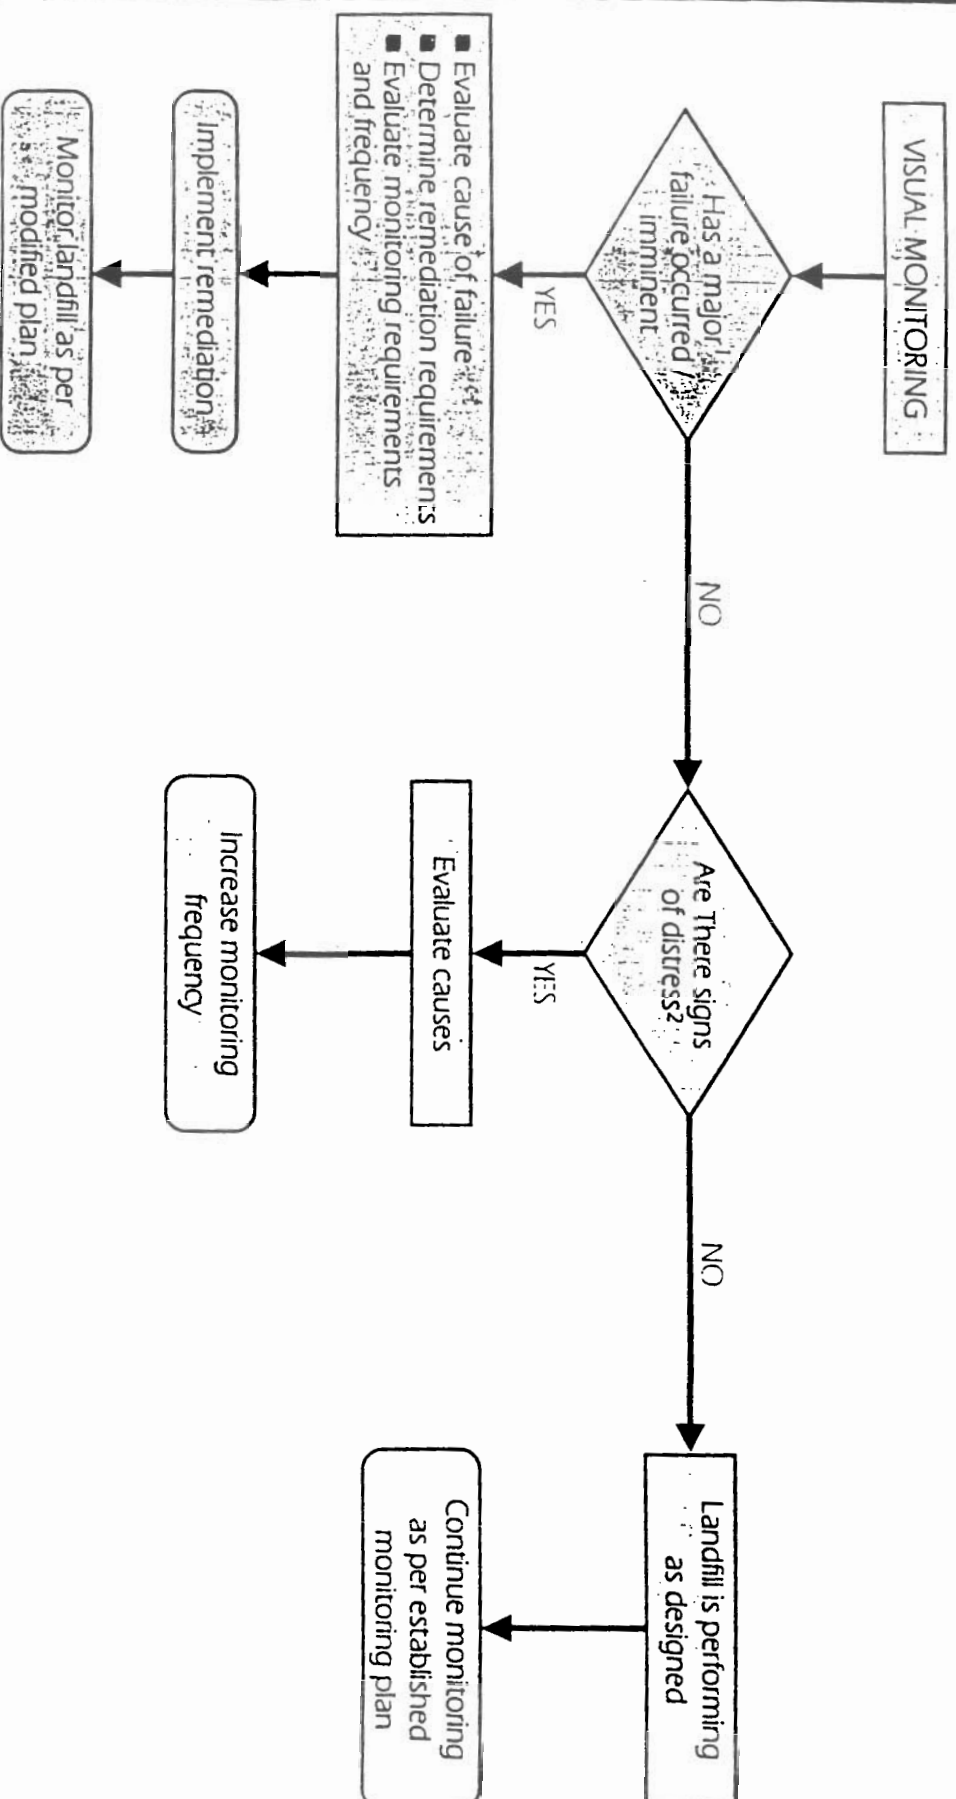 VISUAL MONITORING
Has a major¹
failure occurred /
imminent
YES
■ Evaluate cause of failure
■ Determine remediation requirements
■ Evaluate monitoring requirements
and frequency
Implement remediation
Monitor landfill as per
modified plan
NO
Are There signs
of distress²
YES
Evaluate causes
Increase monitoring
frequency
NO
Landfill is performing
as designed
Continue monitoring
as per established
monitoring plan